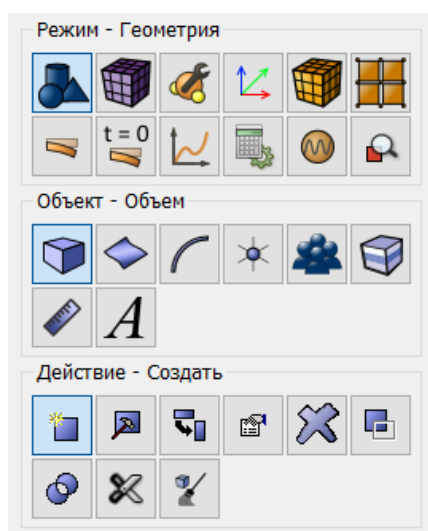 Режим - Геометрия
t = 0
Объект - Объем
A
Действие - Создать